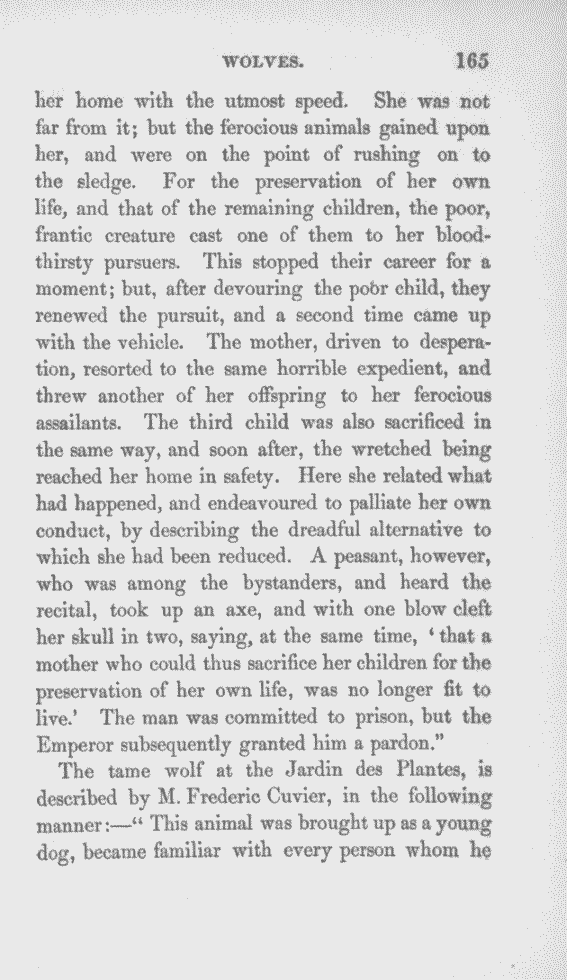 WOLVES. 165
her home with the utmost speed. She was not
far from it; but the ferocious animals gained upon
her, and were on the point of rushing on to
the sledge. For the preservation of her own
life, and that of the remaining children, the poor,
frantic creature cast one of them to her blood-
thirsty pursuers. This stopped their career for a
moment; but, after devouring the poor child, they
renewed the pursuit, and a second time came up
with the vehicle. The mother, driven to despera-
tion, resorted to the same horrible expedient, and
threw another of her offspring to her ferocious
assailants. The third child was also sacrificed in
the same way, and soon after, the wretched being
reached her home in safety. Here she related what
had happened, and endeavoured to palliate her own
conduct, by describing the dreadful alternative to
which she had been reduced. A peasant, however,
who was among the bystanders, and heard the
recital, took up an axe, and with one blow cleft
her skull in two, saying, at the same time, ‘ that a
mother who could thus sacrifice her children for the
preservation of her own life, was no longer fit to
live.’ The man was committed to prison, but the
Emperor subsequently granted him a pardon.”
The tame wolf at the Jardin des Plantes, is
described by M. Frederic Cuvier, in the following
manner:—“ This animal was brought up as a young
dog, became familiar with every person whom he